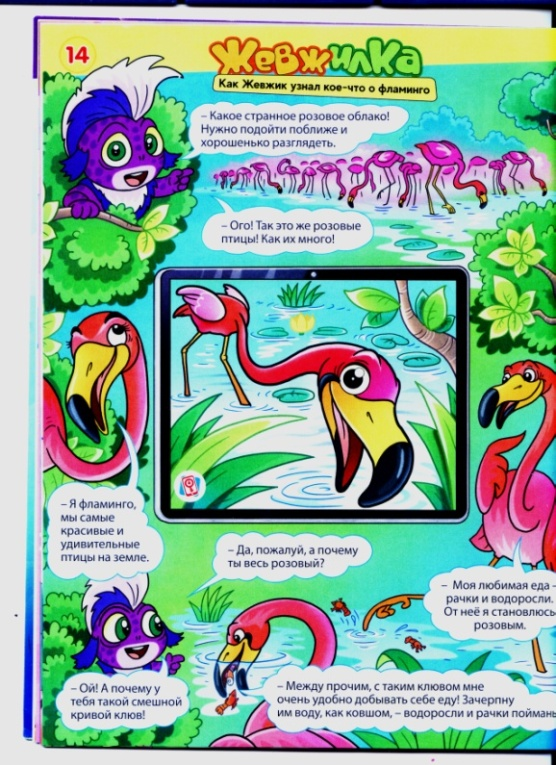 14
Жевжилка
Как Жевжик узнал кое-что о фламинго
– Какое странное розовое облако!
Нужно подойти поближе и
хорошенько разглядеть.
– Ого! Так это же розовые
птицы! Как их много!
– Я фламинго,
мы самые
красивые и
удивительные
птицы на земле.
– Да, пожалуй, а почему
ты весь розовый?
– Моя любимая еда –
рачки и водоросли.
От неё я становлюсь
розовым.
– Ой! А почему у
тебя такой смешной
кривой клюв!
– Между прочим, с таким клювом мне
очень удобно добывать себе еду! Зачерпну
им воду, как ковшом, – водоросли и рачки пойманы